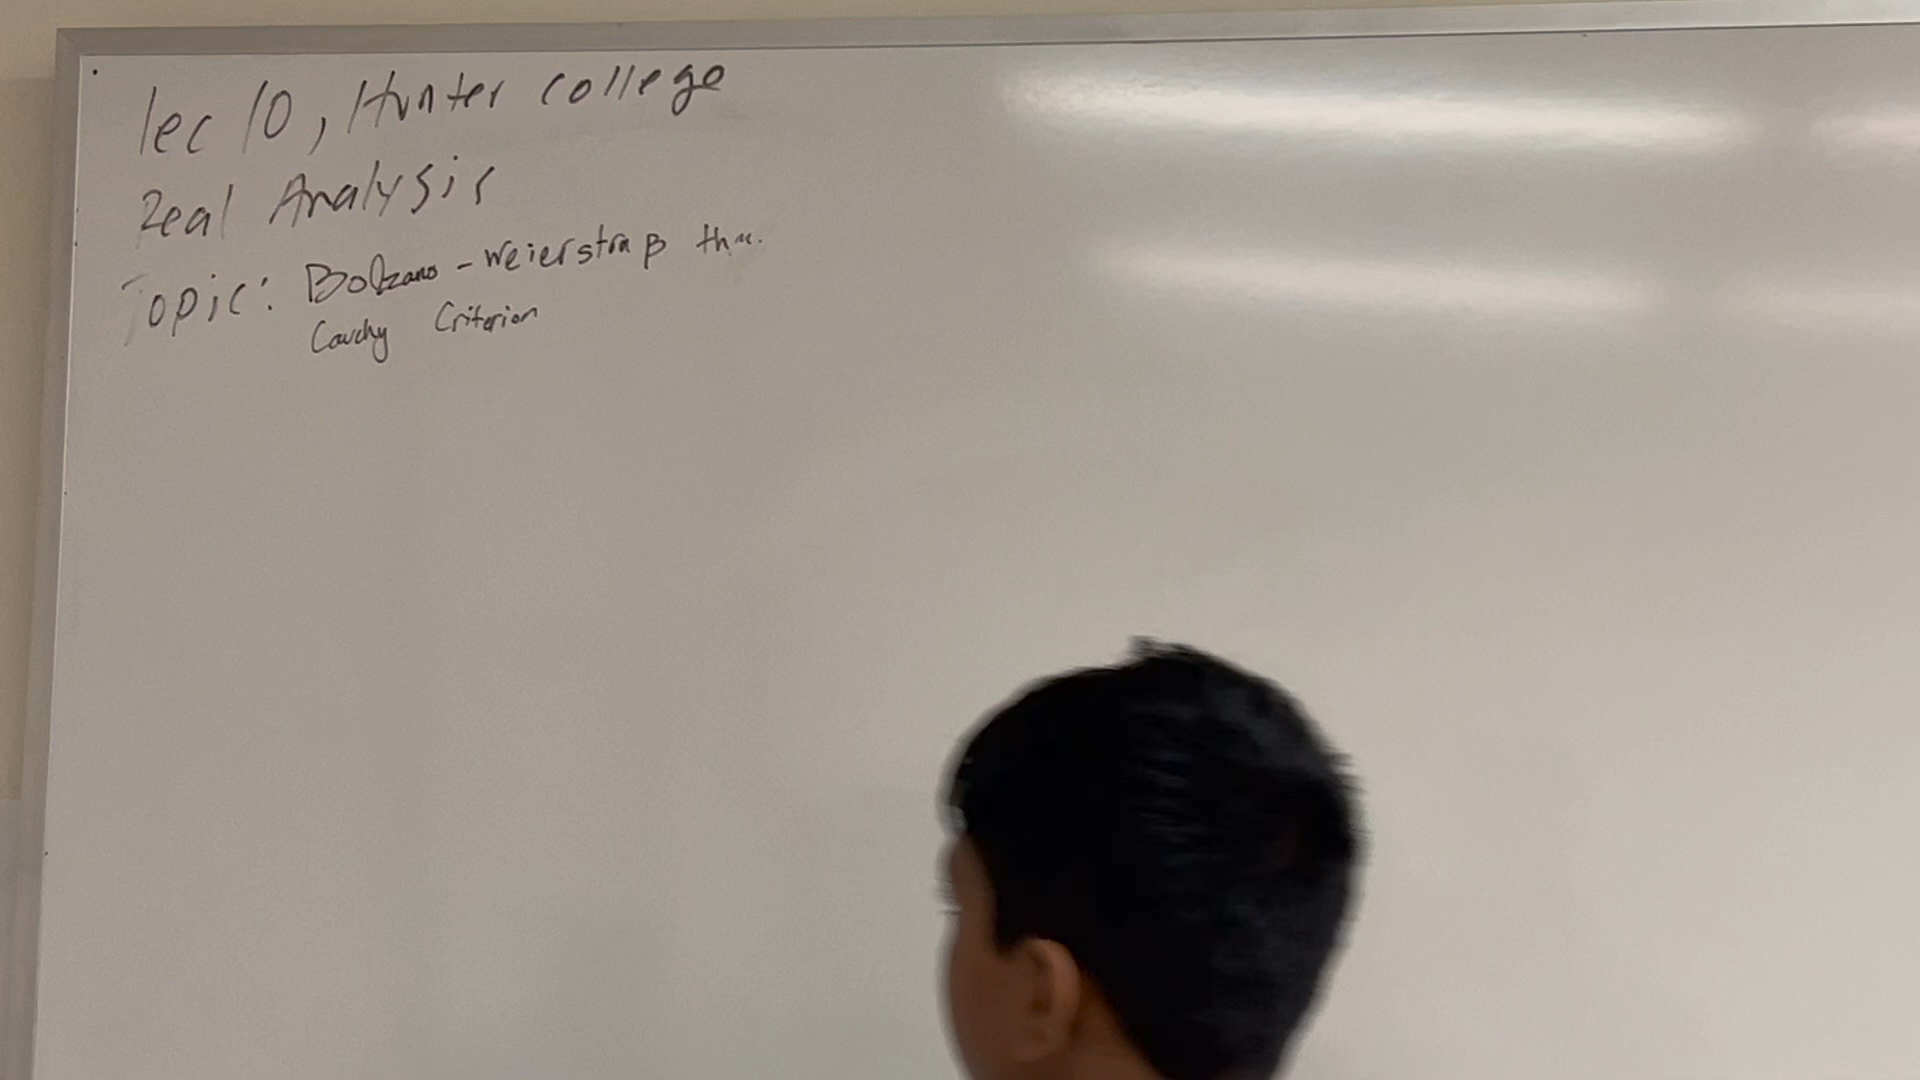 lec 10, Hunter college
Real Analysis
Topic: Bolzano - Weierstraß thm.
Cauchy Criterion